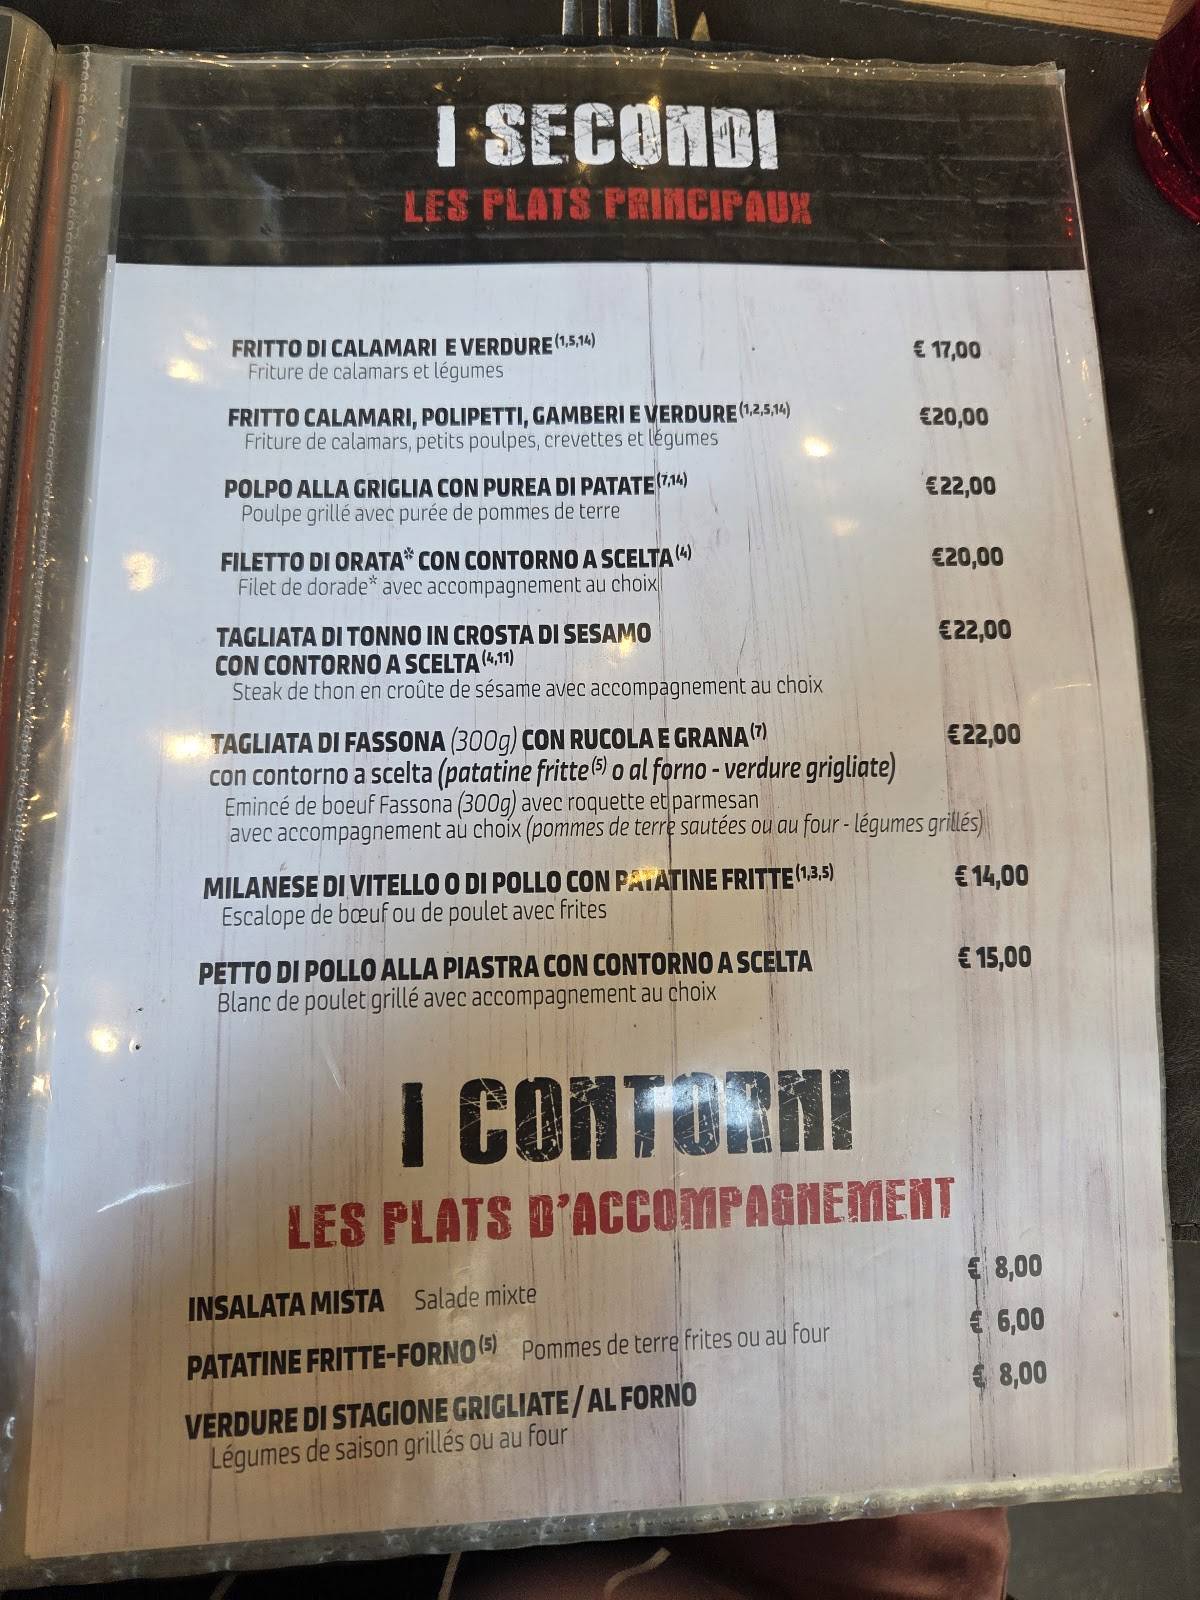 I SECONDI
LES PLATS PRINCIPAUX
FRITTO DI CALAMARI E VERDURE (1,5,14) € 17,00
Friture de calamars et légumes
FRITTO CALAMARI, POLIPETTI, GAMBERI E VERDURE (1,2,5,14) €20,00
Friture de calamars, petits poulpes, crevettes et légumes
POLPO ALLA GRIGLIA CON PUREA DI PATATE (7,14) €22,00
Poulpe grillé avec purée de pommes de terre
FILETTO DI ORATA* CON CONTORNO A SCELTA (4) €20,00
Filet de dorade* avec accompagnement au choix
TAGLIATA DI TONNO IN CROSTA DI SESAMO €22,00
CON CONTORNO A SCELTA (4,11)
Steak de thon en croûte de sésame avec accompagnement au choix
TAGLIATA DI FASSONA (300g) CON RUCOLA E GRANA (7) €22,00
con contorno a scelta (patatine fritte (5) o al forno - verdure grigliate)
Emincé de boeuf Fassona (300g) avec roquette et parmesan
avec accompagnement au choix (pommes de terre sautées ou au four - légumes grillés)
MILANESE DI VITELLO O DI POLLO CON PATATINE FRITTE (1,3,5) € 14,00
Escalope de bœuf ou de poulet avec frites
PETTO DI POLLO ALLA PIASTRA CON CONTORNO A SCELTA € 15,00
Blanc de poulet grillé avec accompagnement au choix
I CONTORNI
LES PLATS D'ACCOMPAGNEMENT
INSALATA MISTA Salade mixte € 8,00
PATATINE FRITTE-FORNO (5) Pommes de terre frites ou au four € 6,00
VERDURE DI STAGIONE GRIGLIATE / AL FORNO € 8,00
Légumes de saison grillés ou au four